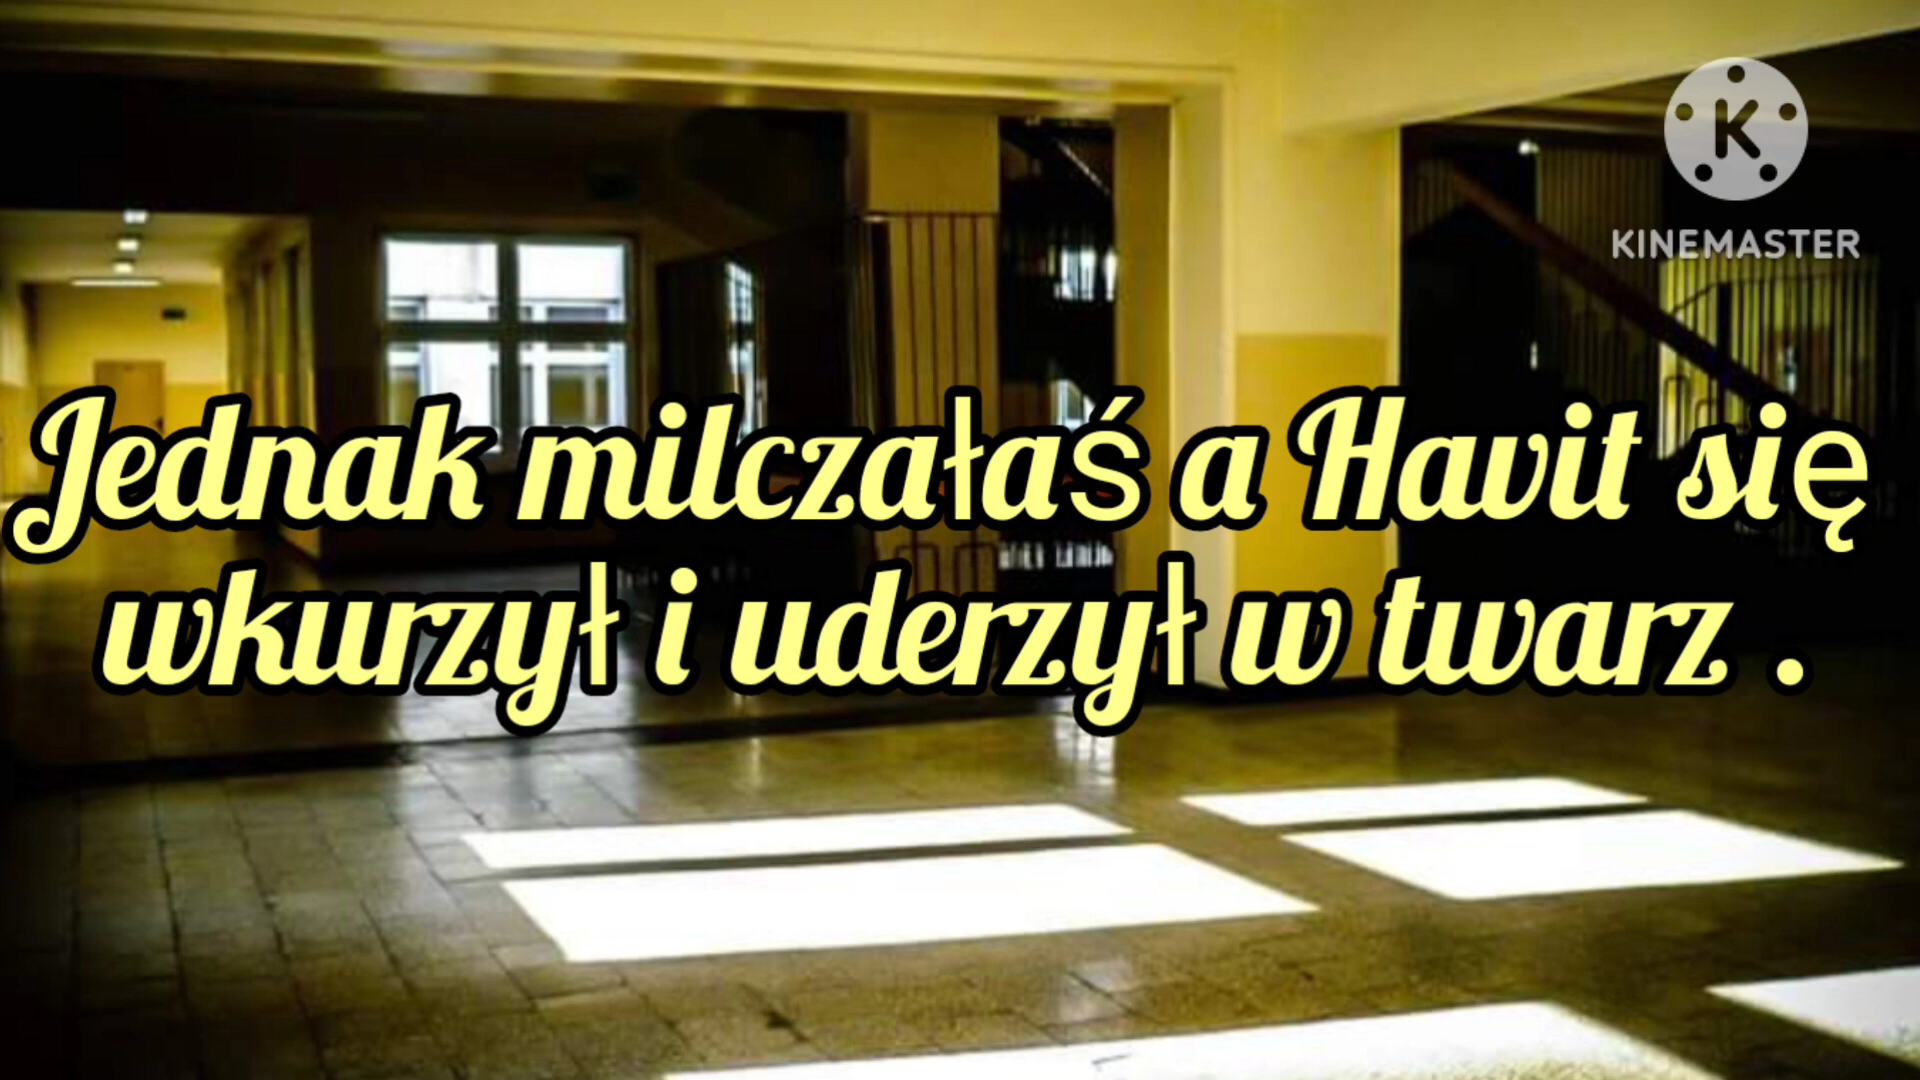 K
KINEMASTER
Jednak milczałaś a Havit się
wkurzył i uderzył w twarz .